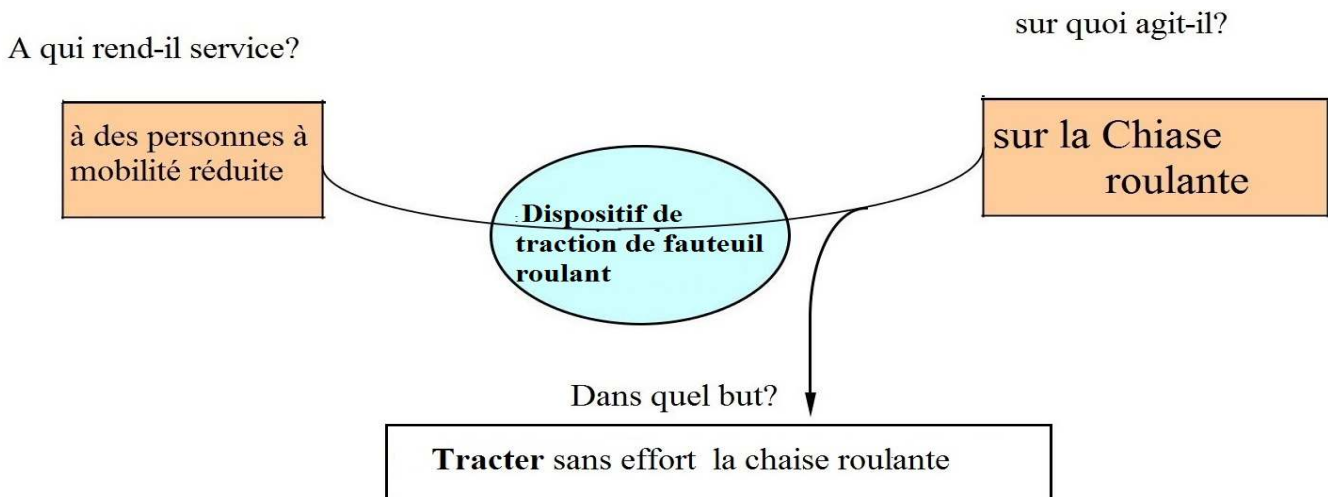 A qui rend-il service?
sur quoi agit-il?
à des personnes à
mobilité réduite
sur la Chiase
roulante
:Dispositif de
traction de fauteuil
roulant
Dans quel but?
Tracter sans effort la chaise roulante